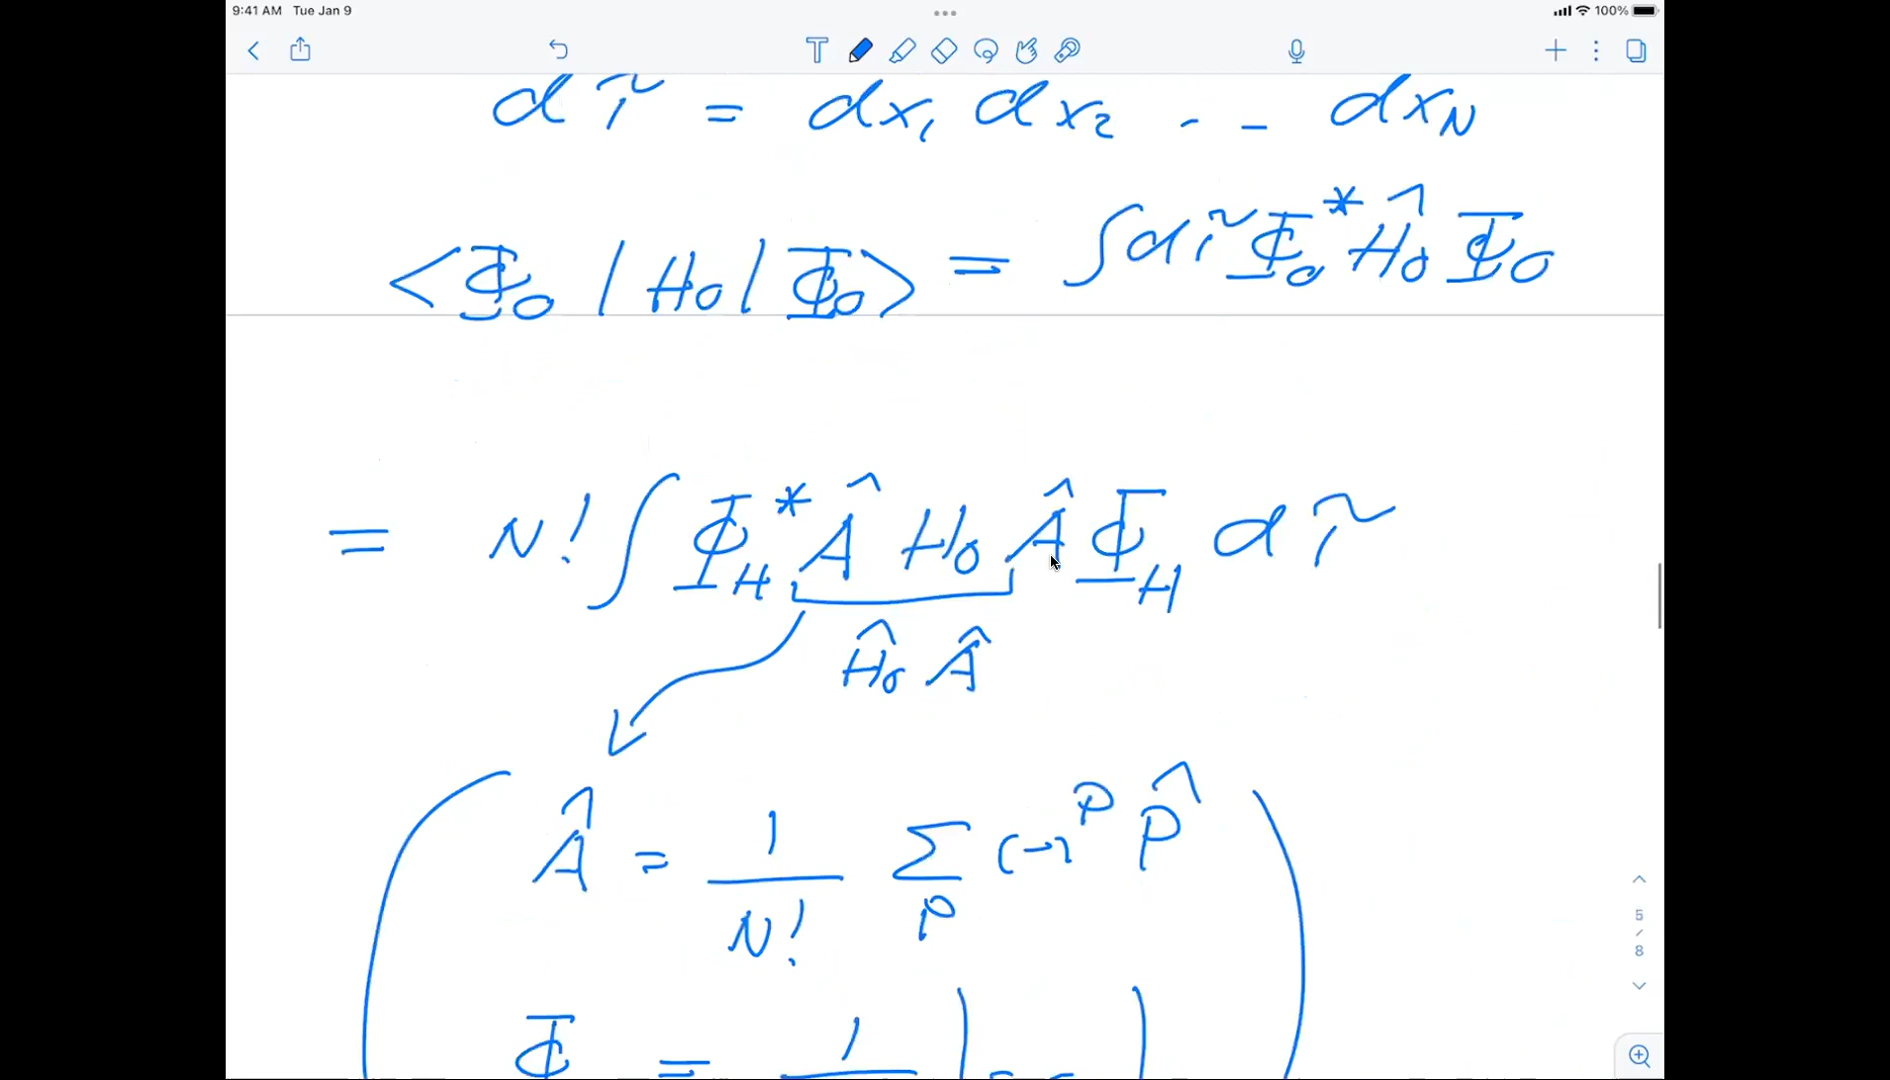 9:41 AM Tue Jan 9 100%
dτ̃ = dx₁ dx₂ . – dx_N
<Φ₀ | H₀ | Φ₀> = ∫ dτ̃ Φ₀* Ĥ₀ Φ₀
= N! ∫ Φ_H* Â H₀ Â Φ_H dτ̃
Ĥ₀ Â
Â = 1/N! Σ_P (-)^P P̂
5
/
8
Φ = 1